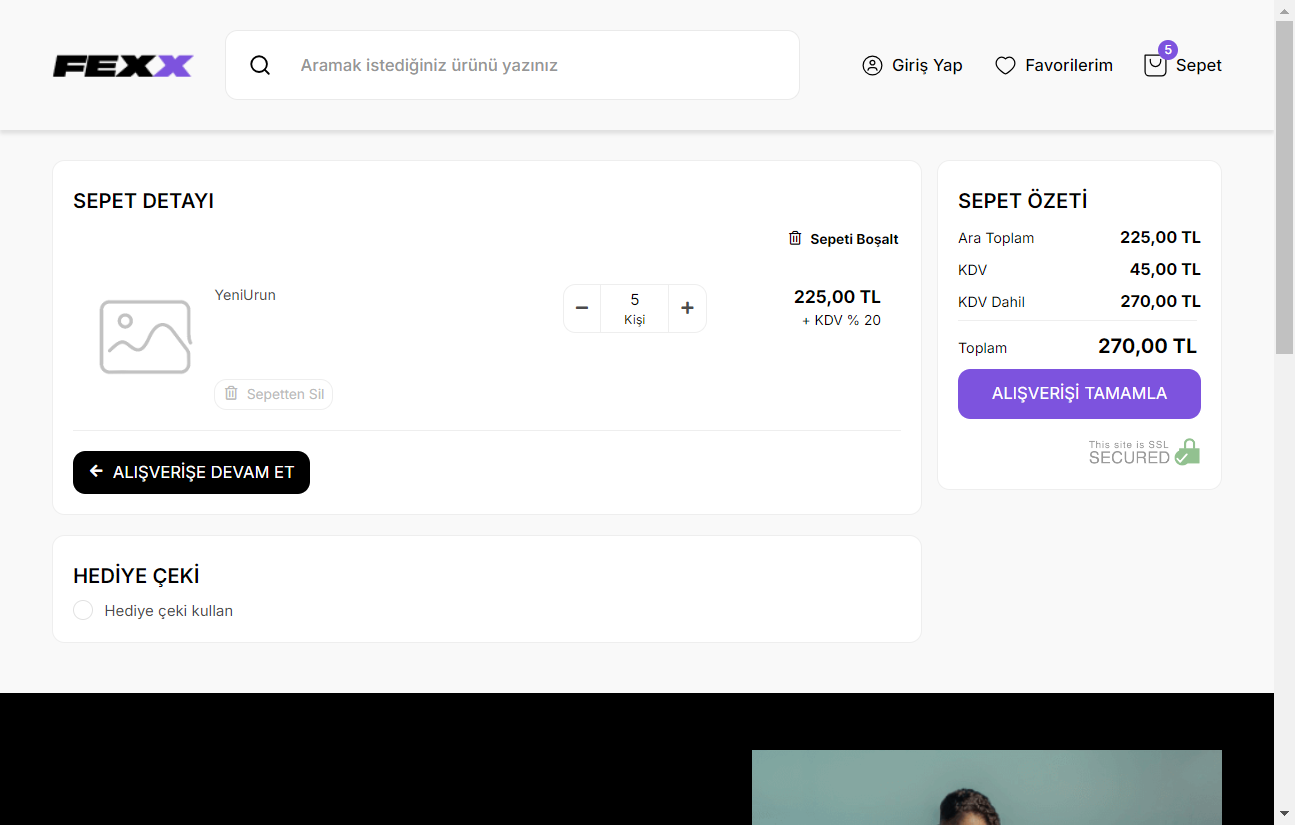 FEXX
Aramak istediğiniz ürünü yazınız
Giriş Yap
Favorilerim
5
Sepet
SEPET DETAYI
Sepeti Boşalt
YeniUrun
− 5 +
Kişi
225,00 TL
+ KDV % 20
Sepetten Sil
ALIŞVERİŞE DEVAM ET
SEPET ÖZETİ
Ara Toplam 225,00 TL
KDV 45,00 TL
KDV Dahil 270,00 TL
Toplam 270,00 TL
ALIŞVERİŞİ TAMAMLA
This site is SSL
SECURED
HEDİYE ÇEKİ
Hediye çeki kullan